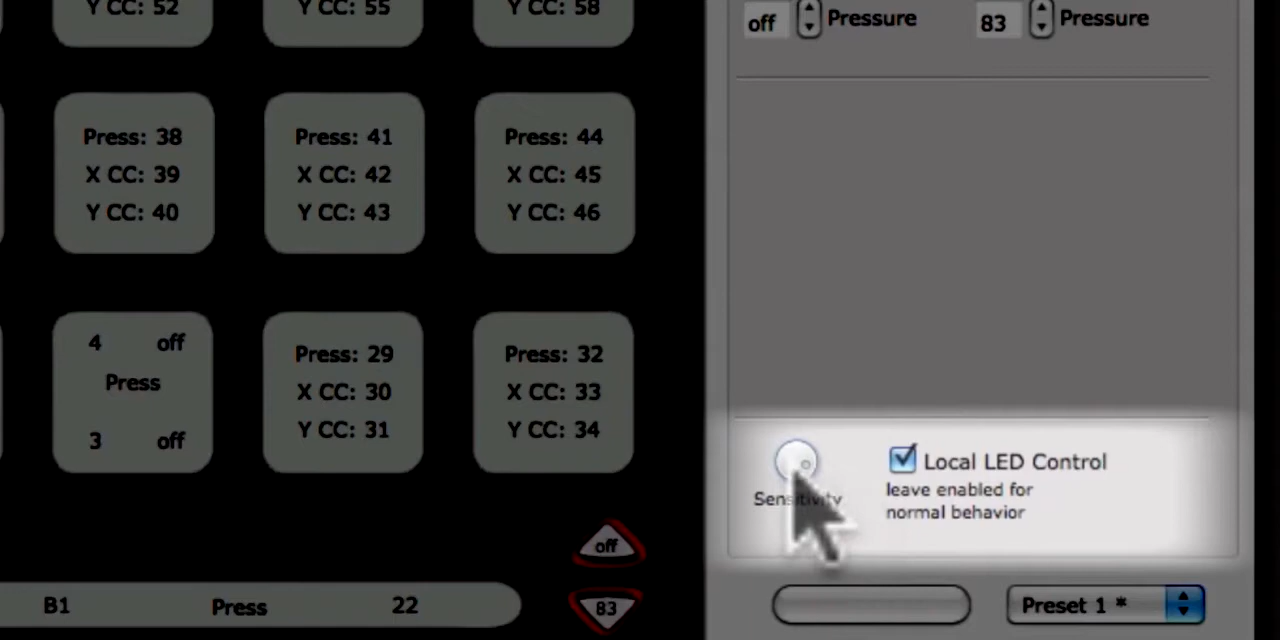 Y CC: 52
Y CC: 55
Y CC: 58
off
Pressure
83
Pressure
Press: 38
X CC: 39
Y CC: 40
Press: 41
X CC: 42
Y CC: 43
Press: 44
X CC: 45
Y CC: 46
4 off
Press
3 off
Press: 29
X CC: 30
Y CC: 31
Press: 32
X CC: 33
Y CC: 34
Sensitivity
Local LED Control
leave enabled for
normal behavior
off
B1 Press 22
83
Preset 1 *